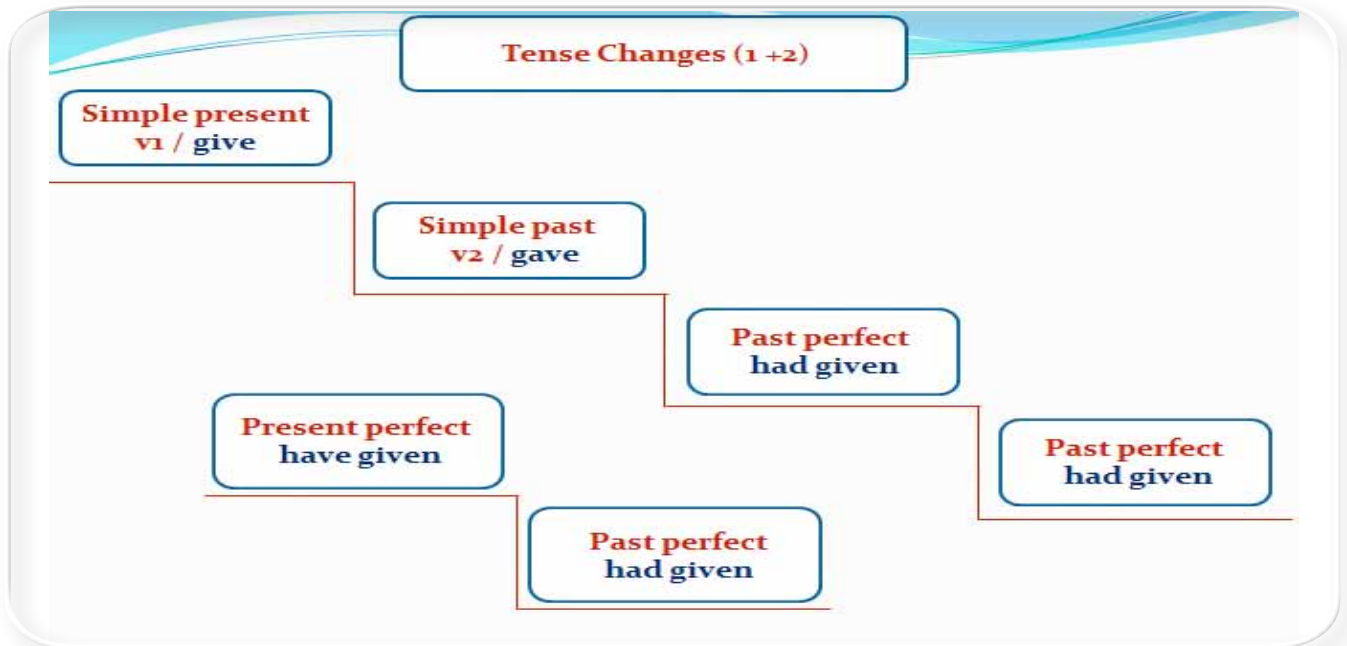 Tense Changes (1 +2)
Simple present
v1 / give
Simple past
v2 / gave
Past perfect
had given
Present perfect
have given
Past perfect
had given
Past perfect
had given